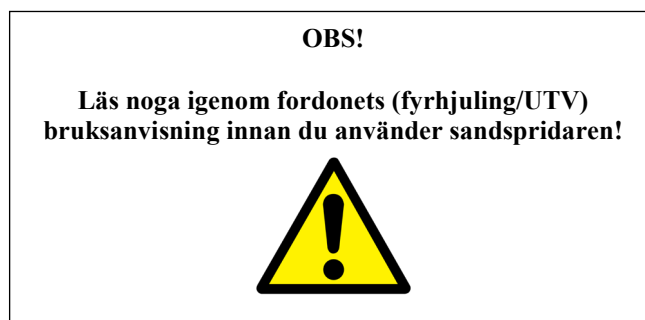 OBS!
Läs noga igenom fordonets (fyrhjuling/UTV)
bruksanvisning innan du använder sandspridaren!